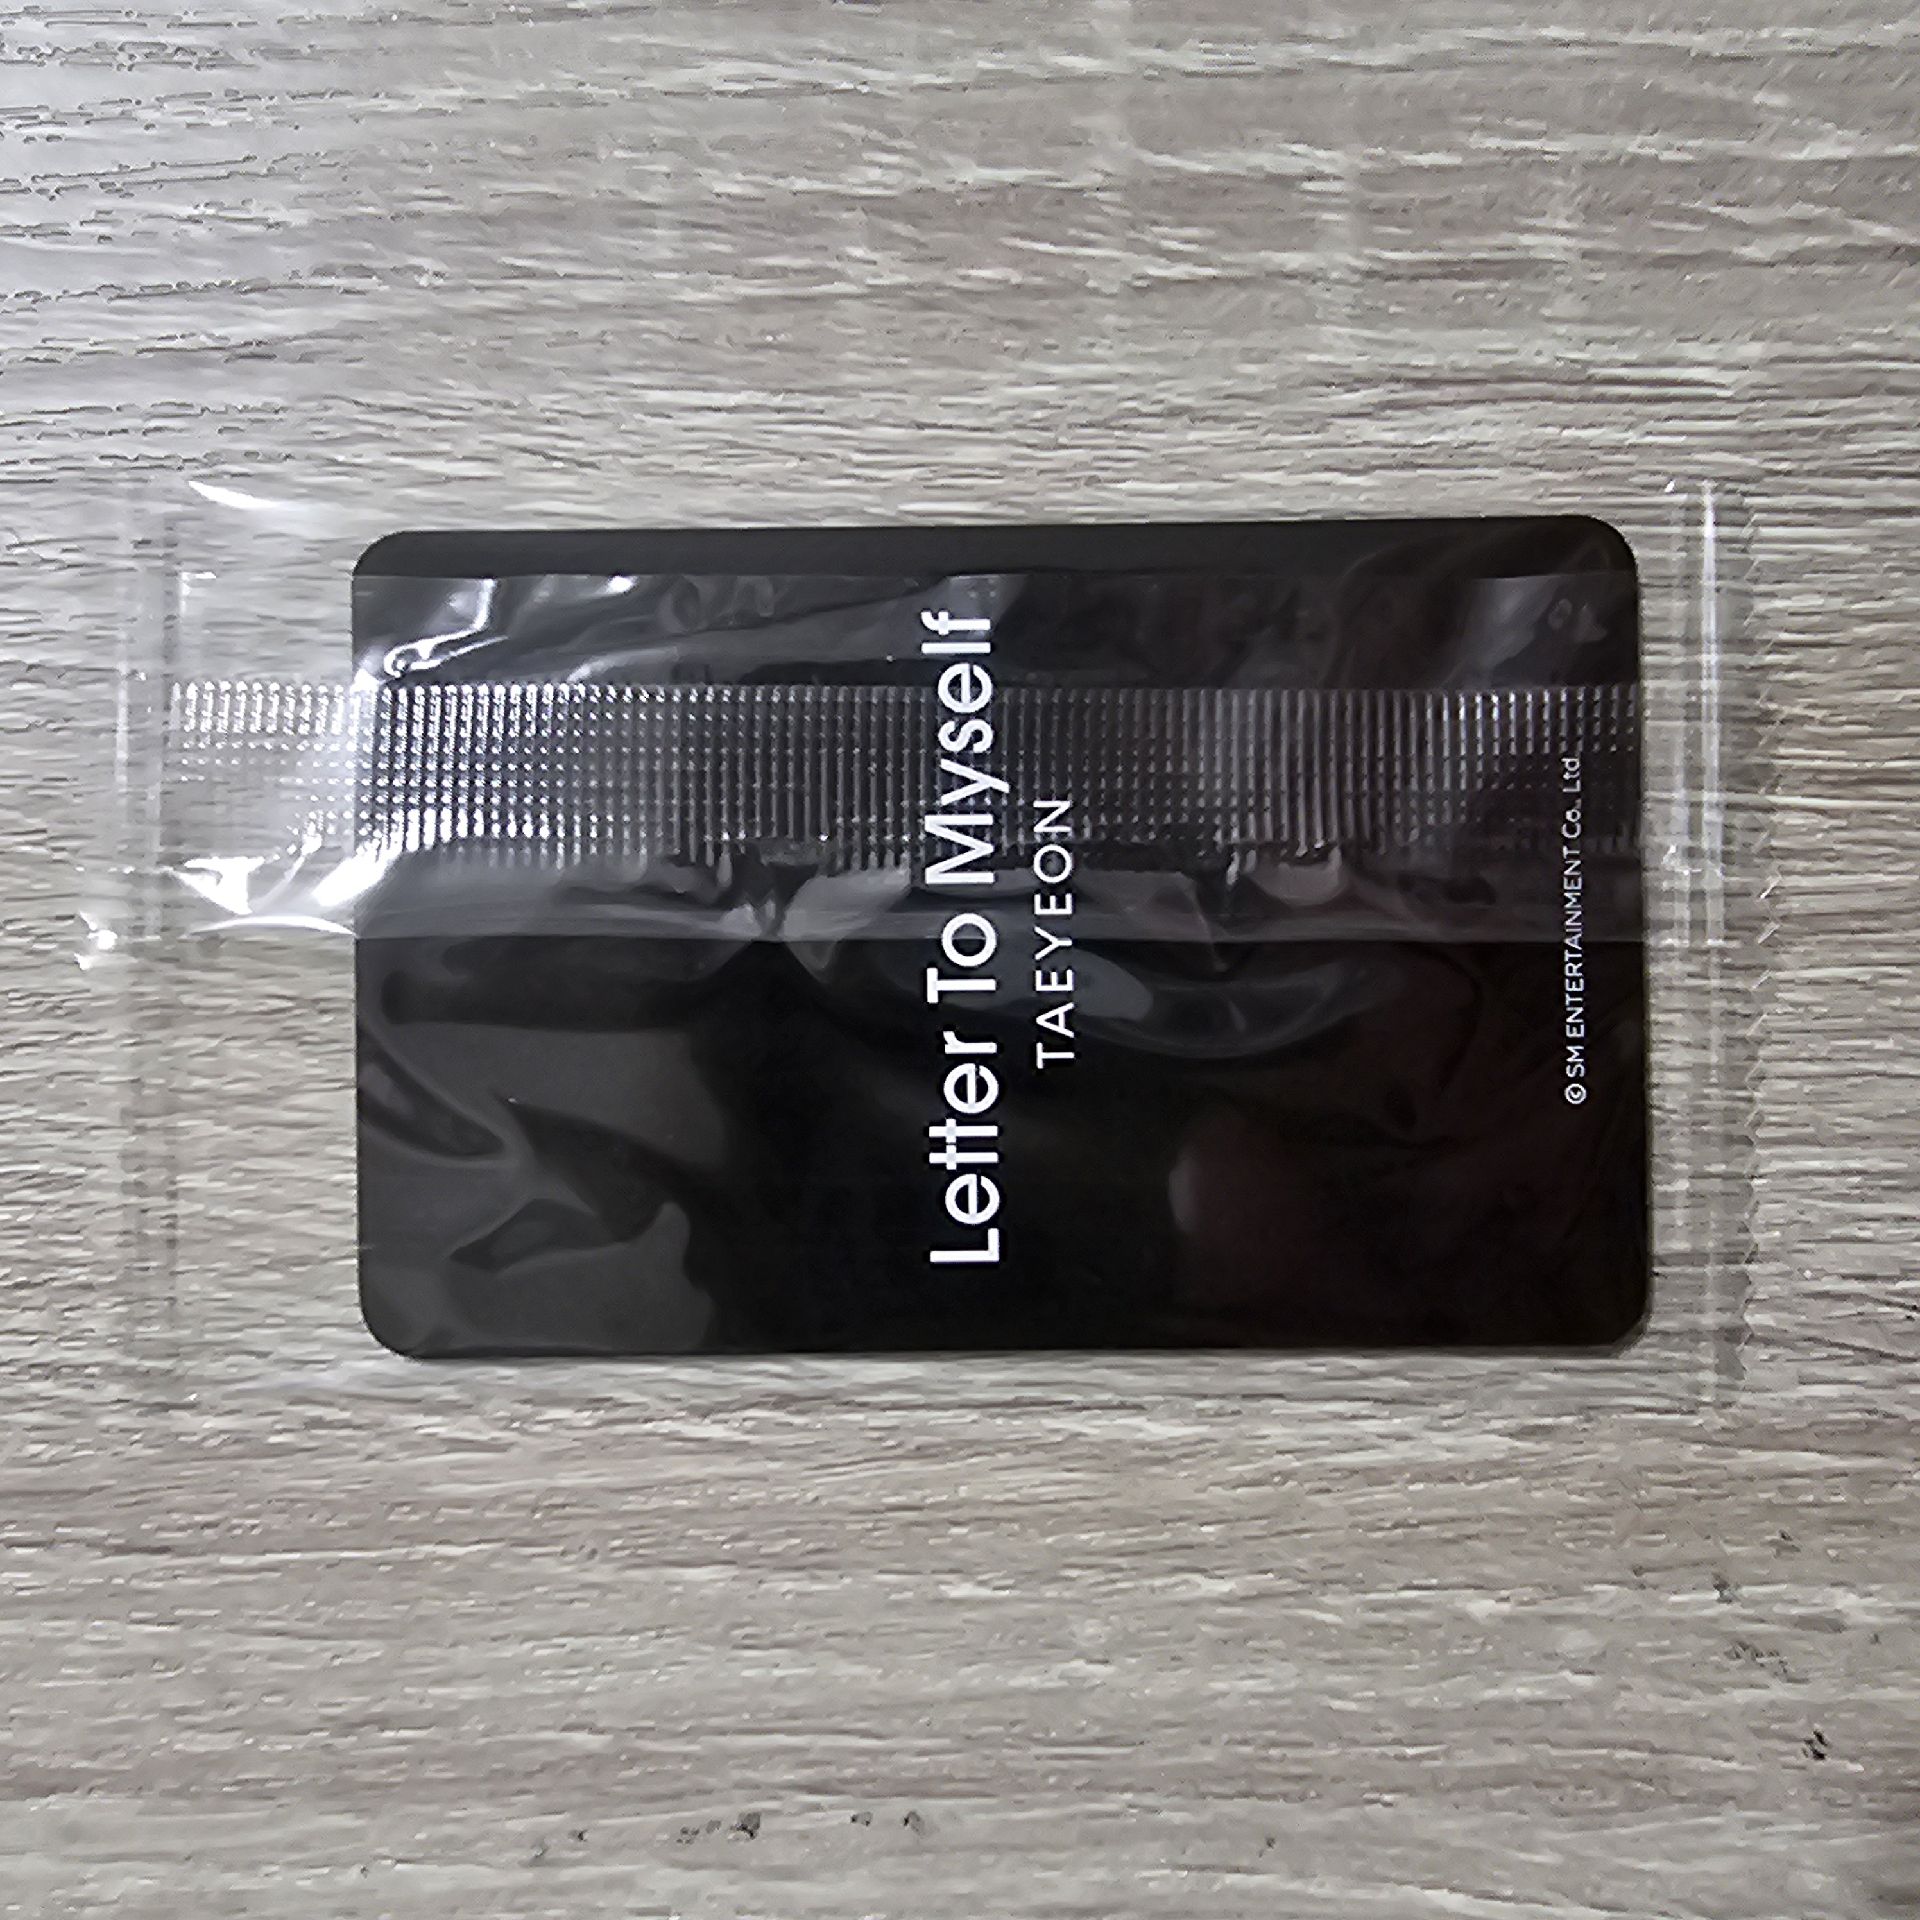 Letter To Myself
TAEYEON
© SM ENTERTAINMENT Co., Ltd.